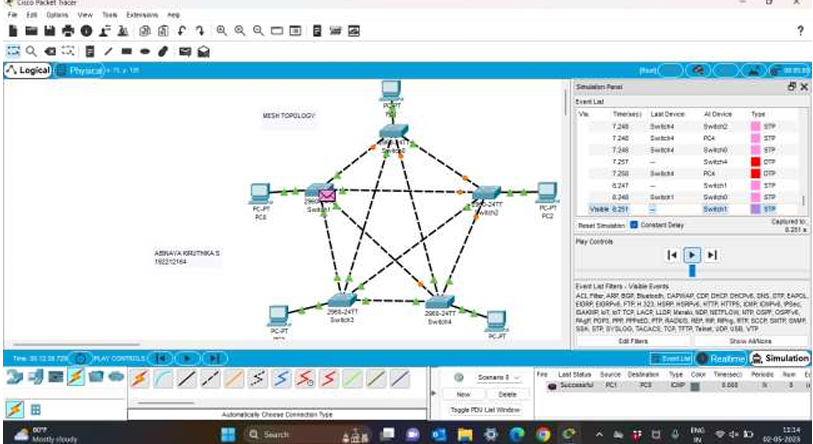 Cisco Packet Tracer
File Edit Options View Tools Extensions Help
Logical Physical x: 75, y: 135 [Root]
MESH TOPOLOGY
PC-PT
2960-24TT
Switch1
PC-PT
PC0
2960-24TT
Switch2
PC-PT
PC2
ABINAYA KIRUTHIKA S
192212164
2960-24TT
Switch3
2960-24TT
Switch4
PC-PT
PC-PT
Simulation Panel
Event List
Vis. Time(sec) Last Device At Device Type
7.248 Switch4 Switch2 STP
7.248 Switch4 PC4 STP
7.248 Switch4 Switch0 STP
7.257 -- Switch4 DTP
7.258 Switch4 PC4 DTP
8.247 -- Switch1 STP
8.248 Switch1 Switch0 STP
Visible 8.251 -- Switch1 STP
Reset Simulation Constant Delay Captured to:
8.251 s
Play Controls
Event List Filters - Visible Events
ACL Filter, ARP, BGP, Bluetooth, CAPWAP, CDP, DHCP, DHCPv6, DNS, DTP, EAPOL,
EIGRP, EIGRPv6, FTP, H.323, HSRP, HSRPv6, HTTP, HTTPS, ICMP, ICMPv6, IPSec,
ISAKMP, IoT, IoT TCP, LACP, LLDP, Meraki, NDP, NETFLOW, NTP, OSPF, OSPFv6,
PAgP, POP3, PPP, PPPoED, PTP, RADIUS, REP, RIP, RIPng, RTP, SCCP, SMTP, SNMP,
SSH, STP, SYSLOG, TACACS, TCP, TFTP, Telnet, UDP, USB, VTP
Edit Filters Show All/None
Time: 00:12:38.729 PLAY CONTROLS: Event List Realtime Simulation
Scenario 0
New Delete
Toggle PDU List Window
Fire Last Status Source Destination Type Color Time(sec) Periodic Num
Successful PC1 PC0 ICMP 0.000 N 0
Automatically Choose Connection Type
80°F
Mostly cloudy
Search
ENG
IN
11:14
02-05-2023